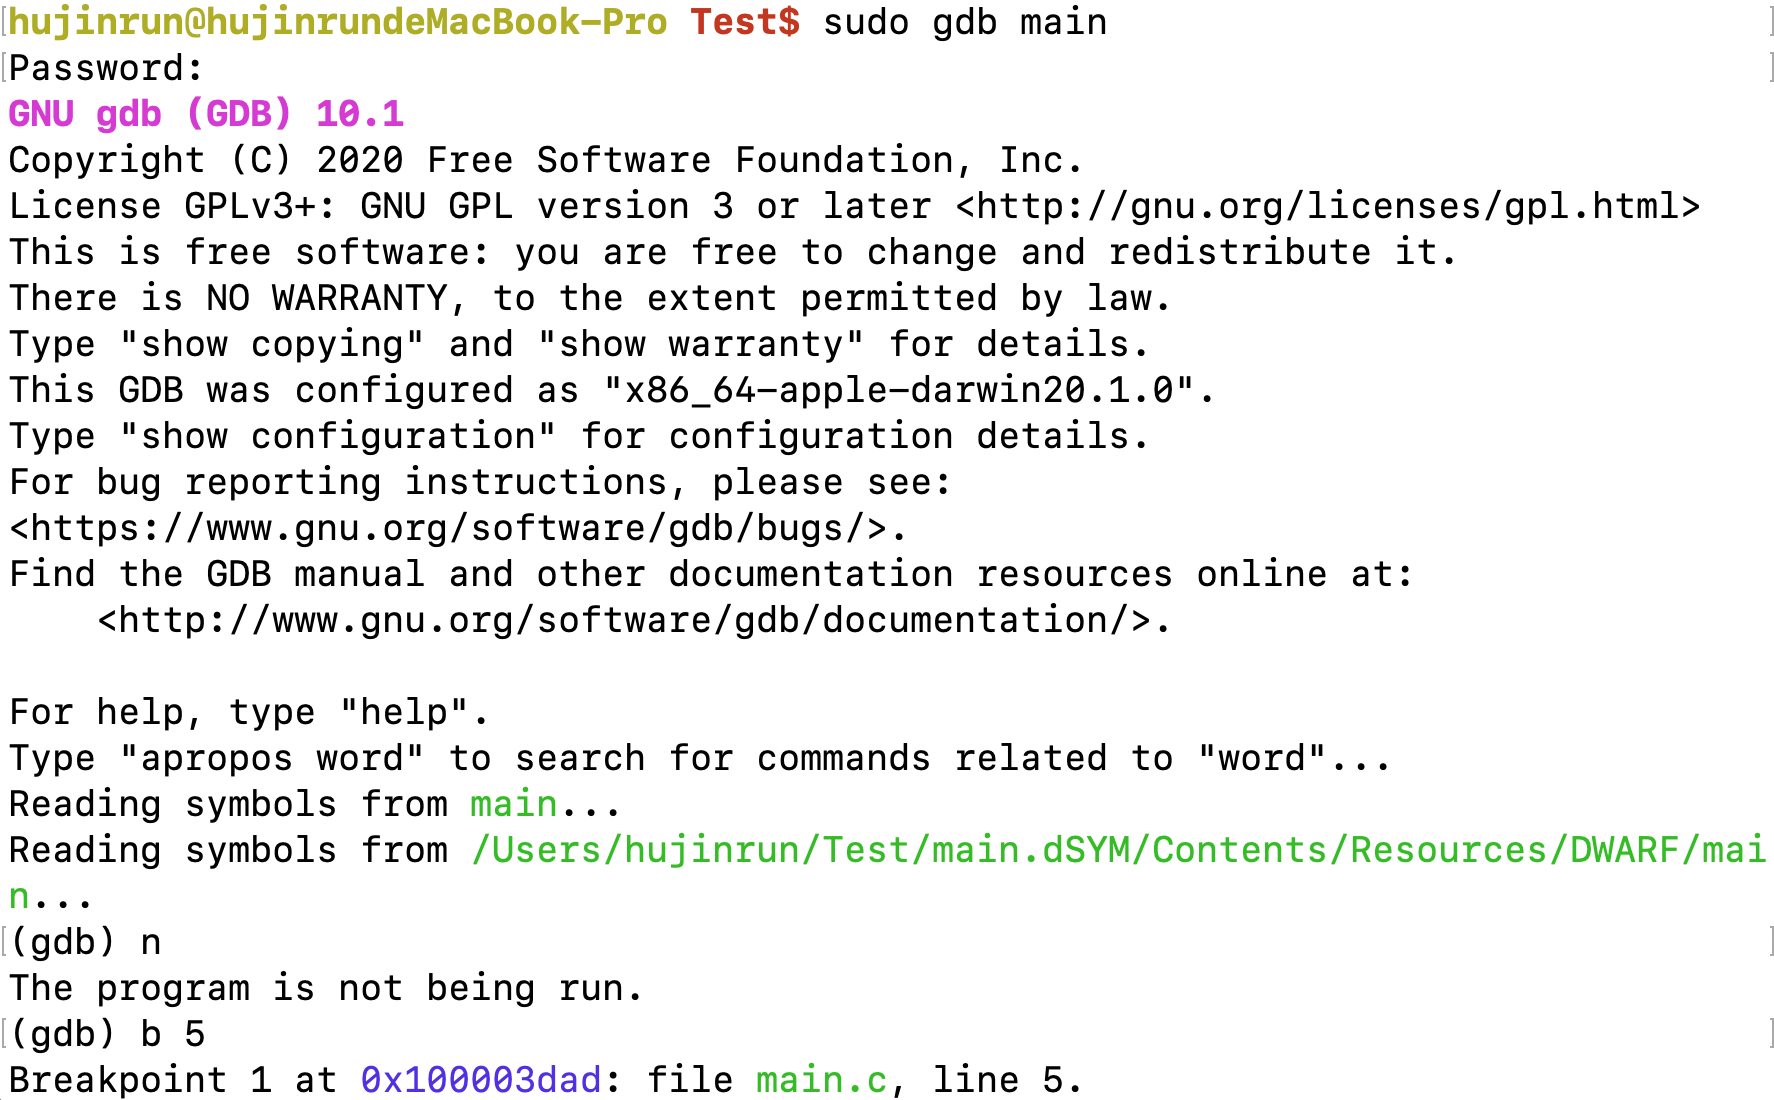 [hujinrun@hujinrundeMacBook-Pro Test$ sudo gdb main ]
[Password: ]
GNU gdb (GDB) 10.1
Copyright (C) 2020 Free Software Foundation, Inc.
License GPLv3+: GNU GPL version 3 or later <http://gnu.org/licenses/gpl.html>
This is free software: you are free to change and redistribute it.
There is NO WARRANTY, to the extent permitted by law.
Type "show copying" and "show warranty" for details.
This GDB was configured as "x86_64-apple-darwin20.1.0".
Type "show configuration" for configuration details.
For bug reporting instructions, please see:
<https://www.gnu.org/software/gdb/bugs/>.
Find the GDB manual and other documentation resources online at:
    <http://www.gnu.org/software/gdb/documentation/>.

For help, type "help".
Type "apropos word" to search for commands related to "word"...
Reading symbols from main...
Reading symbols from /Users/hujinrun/Test/main.dSYM/Contents/Resources/DWARF/mai
n...
[(gdb) n ]
The program is not being run.
[(gdb) b 5 ]
Breakpoint 1 at 0x100003dad: file main.c, line 5.